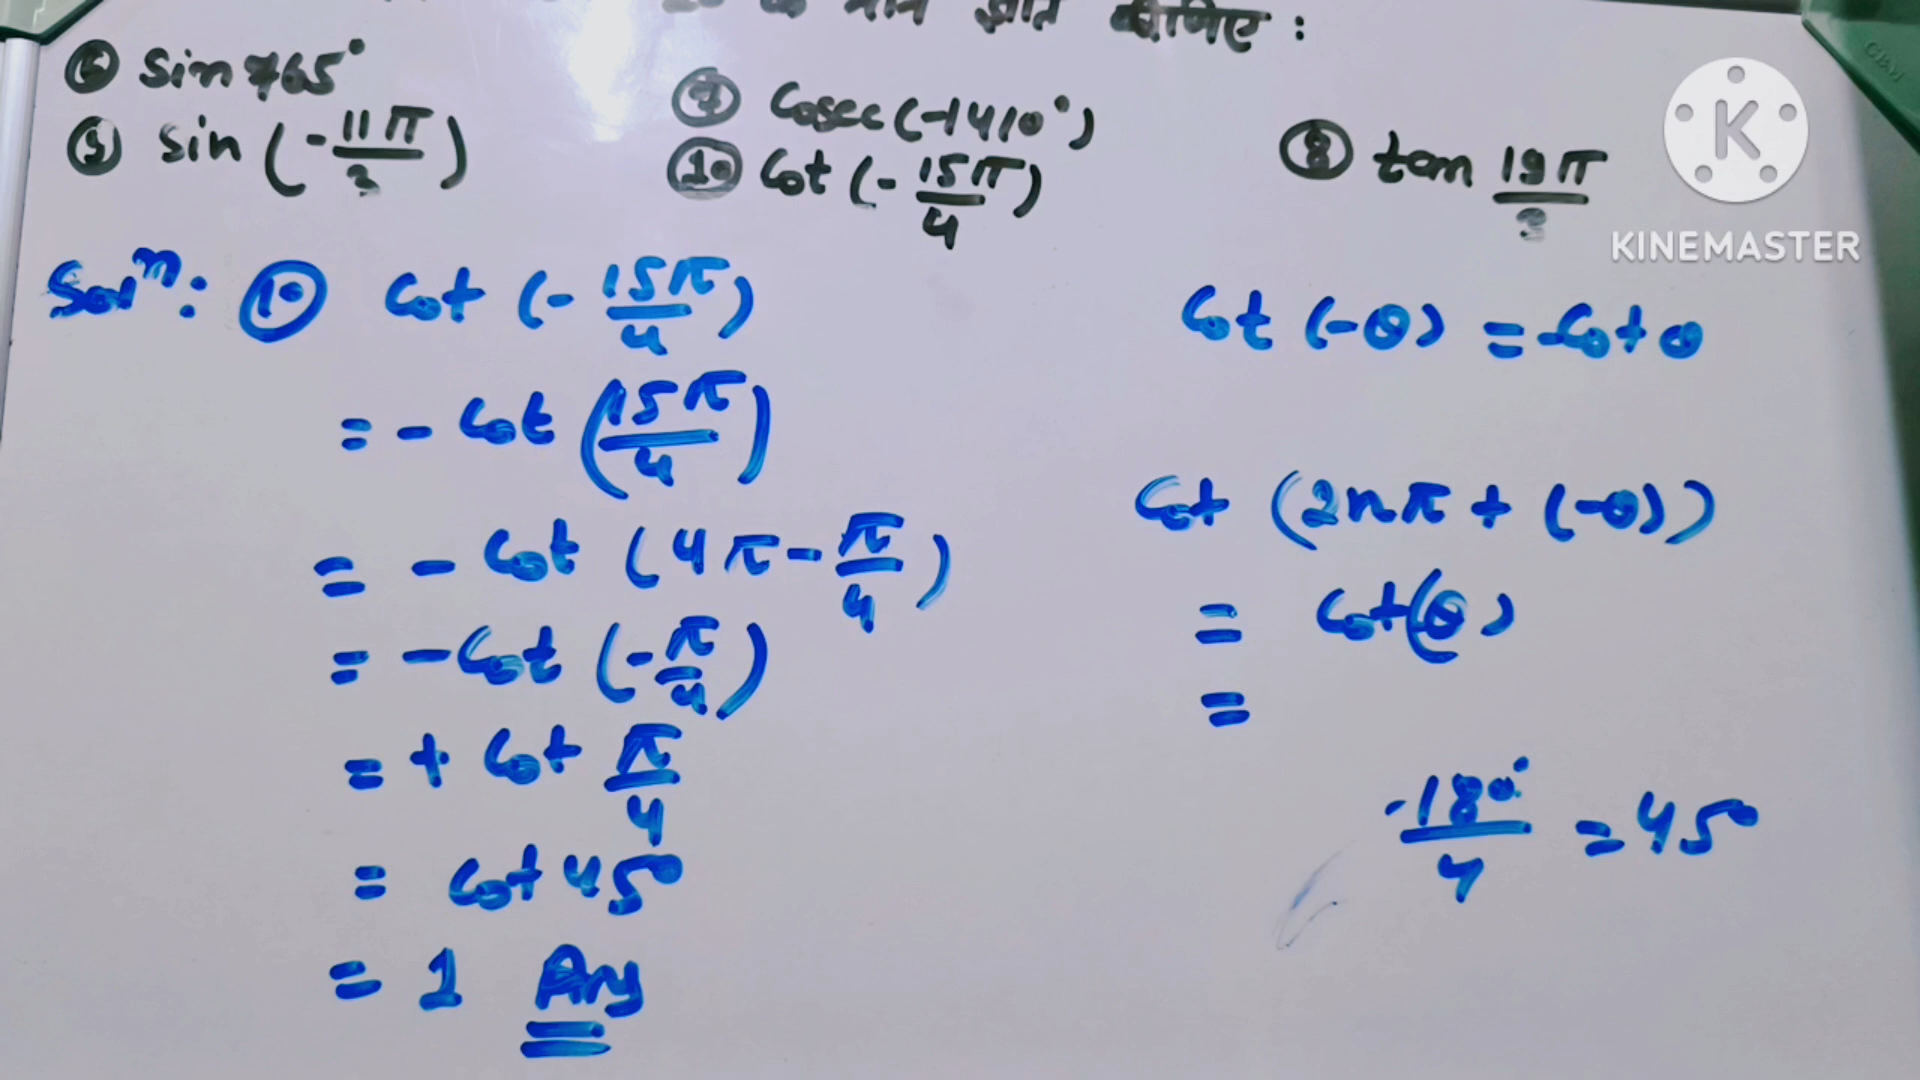 मान ज्ञात कीजिए :
⑥ Sin 765°
⑦ Cosec (-1410°)
⑧ tan 19π/3
⑨ Sin (-11π/3)
⑩ Cot (-15π/4)
K
KINEMASTER
Solⁿ: ⑩ Cot (-15π/4)
= - Cot (15π/4)
= - Cot (4π - π/4)
= - Cot (-π/4)
= + Cot π/4
= Cot 45°
= 1 Ans
Cot (-θ) = -Cot θ
Cot (2nπ + (-θ))
= Cot(θ)
=
180°/4 = 45°